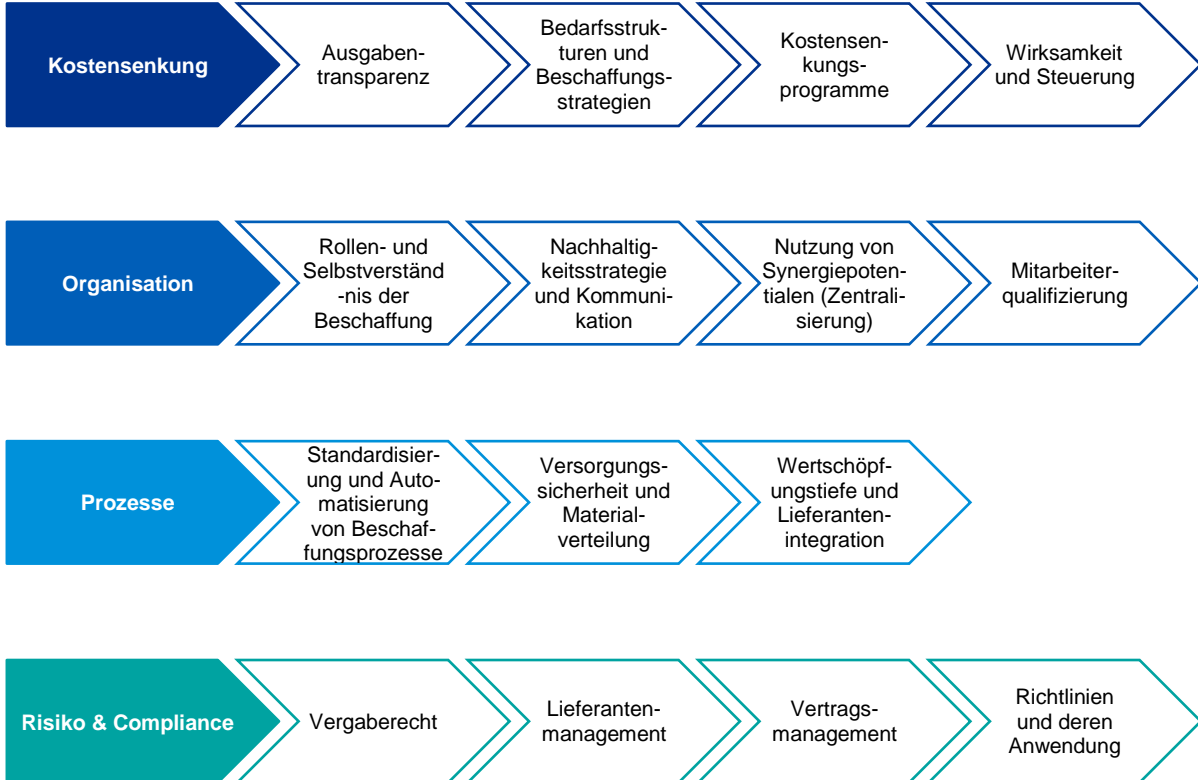 Kostensenkung
Ausgaben-
transparenz
Bedarfsstruk-
turen und
Beschaffungs-
strategien
Kostensen-
kungs-
programme
Wirksamkeit
und Steuerung
Organisation
Rollen- und
Selbstverständ
-nis der
Beschaffung
Nachhaltig-
keitsstrategie
und Kommuni-
kation
Nutzung von
Synergiepoten-
tialen (Zentrali-
sierung)
Mitarbeiter-
qualifizierung
Prozesse
Standardisier-
ung und Auto-
matisierung
von Beschaf-
fungsprozesse
Versorgungs-
sicherheit und
Material-
verteilung
Wertschöpf-
ungstiefe und
Lieferanten-
integration
Risiko & Compliance
Vergaberecht
Lieferanten-
management
Vertrags-
management
Richtlinien
und deren
Anwendung